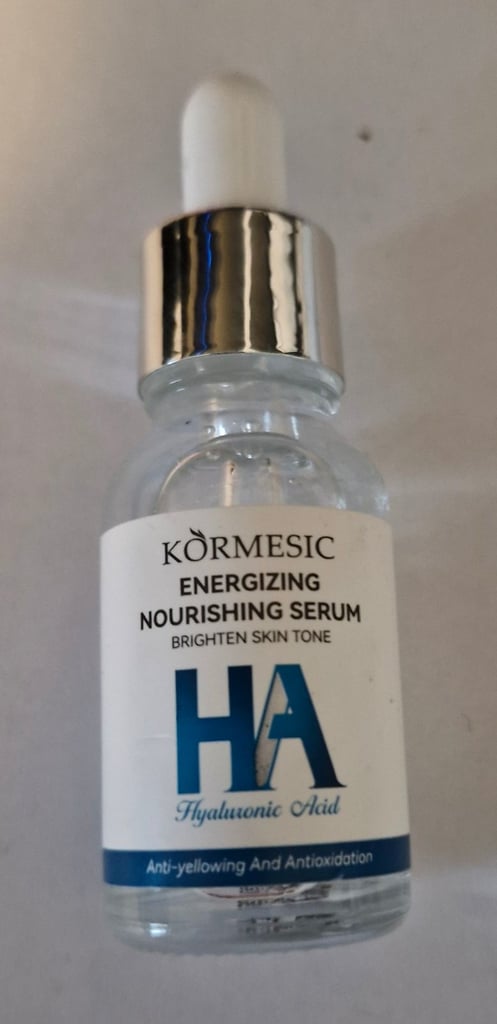 KORMESIC
ENERGIZING
NOURISHING SERUM
BRIGHTEN SKIN TONE
HA
Hyaluronic Acid
Anti-yellowing And Antioxidation